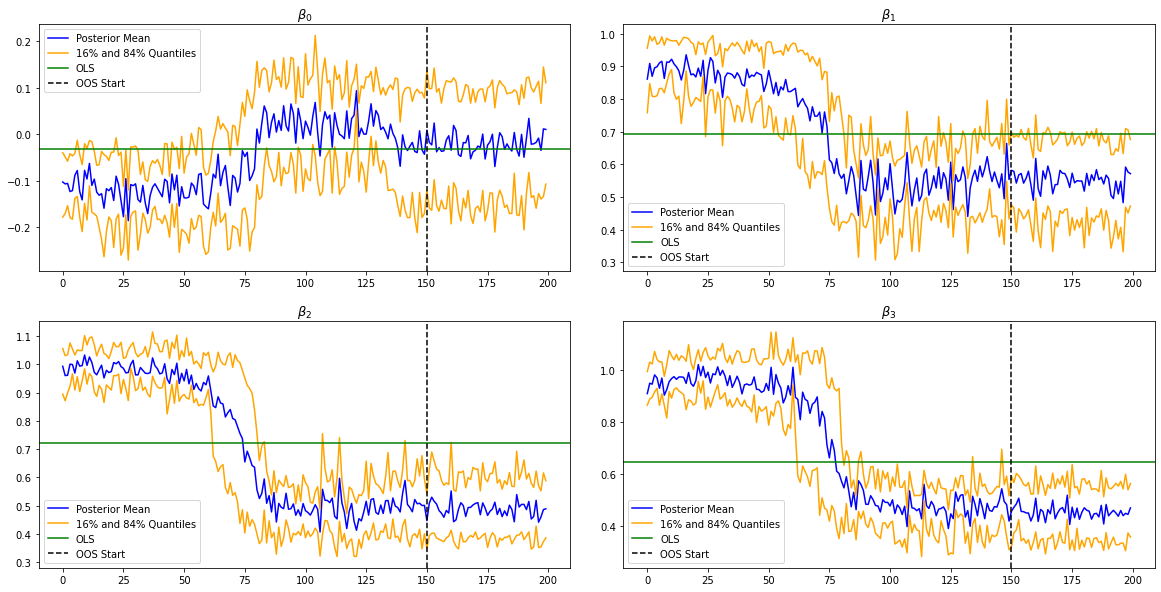 β₀
Posterior Mean
16% and 84% Quantiles
OLS
OOS Start
0.2
0.1
0.0
−0.1
−0.2
0 25 50 75 100 125 150 175 200
β₁
1.0
0.9
0.8
0.7
0.6
0.5
0.4
0.3
Posterior Mean
16% and 84% Quantiles
OLS
OOS Start
0 25 50 75 100 125 150 175 200
β₂
1.1
1.0
0.9
0.8
0.7
0.6
0.5
0.4
0.3
Posterior Mean
16% and 84% Quantiles
OLS
OOS Start
0 25 50 75 100 125 150 175 200
β₃
1.0
0.8
0.6
0.4
Posterior Mean
16% and 84% Quantiles
OLS
OOS Start
0 25 50 75 100 125 150 175 200